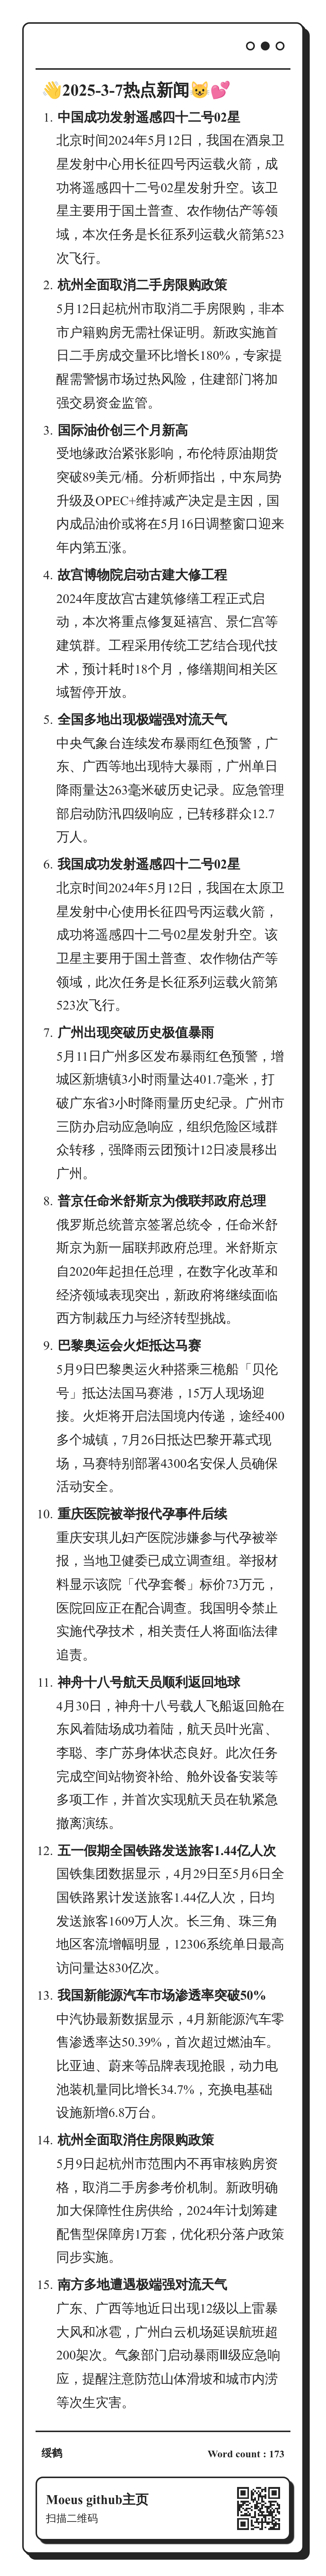 👋2025-3-7热点新闻😺💕
1. 中国成功发射遥感四十二号02星
北京时间2024年5月12日，我国在酒泉卫
星发射中心用长征四号丙运载火箭，成
功将遥感四十二号02星发射升空。该卫
星主要用于国土普查、农作物估产等领
域，本次任务是长征系列运载火箭第523
次飞行。
2. 杭州全面取消二手房限购政策
5月12日起杭州市取消二手房限购，非本
市户籍购房无需社保证明。新政实施首
日二手房成交量环比增长180%，专家提
醒需警惕市场过热风险，住建部门将加
强交易资金监管。
3. 国际油价创三个月新高
受地缘政治紧张影响，布伦特原油期货
突破89美元/桶。分析师指出，中东局势
升级及OPEC+维持减产决定是主因，国
内成品油价或将在5月16日调整窗口迎来
年内第五涨。
4. 故宫博物院启动古建大修工程
2024年度故宫古建筑修缮工程正式启
动，本次将重点修复延禧宫、景仁宫等
建筑群。工程采用传统工艺结合现代技
术，预计耗时18个月，修缮期间相关区
域暂停开放。
5. 全国多地出现极端强对流天气
中央气象台连续发布暴雨红色预警，广
东、广西等地出现特大暴雨，广州单日
降雨量达263毫米破历史记录。应急管理
部启动防汛四级响应，已转移群众12.7
万人。
6. 我国成功发射遥感四十二号02星
北京时间2024年5月12日，我国在太原卫
星发射中心使用长征四号丙运载火箭，
成功将遥感四十二号02星发射升空。该
卫星主要用于国土普查、农作物估产等
领域，此次任务是长征系列运载火箭第
523次飞行。
7. 广州出现突破历史极值暴雨
5月11日广州多区发布暴雨红色预警，增
城区新塘镇3小时雨量达401.7毫米，打
破广东省3小时降雨量历史纪录。广州市
三防办启动应急响应，组织危险区域群
众转移，强降雨云团预计12日凌晨移出
广州。
8. 普京任命米舒斯京为俄联邦政府总理
俄罗斯总统普京签署总统令，任命米舒
斯京为新一届联邦政府总理。米舒斯京
自2020年起担任总理，在数字化改革和
经济领域表现突出，新政府将继续面临
西方制裁压力与经济转型挑战。
9. 巴黎奥运会火炬抵达马赛
5月9日巴黎奥运火种搭乘三桅船「贝伦
号」抵达法国马赛港，15万人现场迎
接。火炬将开启法国境内传递，途经400
多个城镇，7月26日抵达巴黎开幕式现
场，马赛特别部署4300名安保人员确保
活动安全。
10. 重庆医院被举报代孕事件后续
重庆安琪儿妇产医院涉嫌参与代孕被举
报，当地卫健委已成立调查组。举报材
料显示该院「代孕套餐」标价73万元，
医院回应正在配合调查。我国明令禁止
实施代孕技术，相关责任人将面临法律
追责。
11. 神舟十八号航天员顺利返回地球
4月30日，神舟十八号载人飞船返回舱在
东风着陆场成功着陆，航天员叶光富、
李聪、李广苏身体状态良好。此次任务
完成空间站物资补给、舱外设备安装等
多项工作，并首次实现航天员在轨紧急
撤离演练。
12. 五一假期全国铁路发送旅客1.44亿人次
国铁集团数据显示，4月29日至5月6日全
国铁路累计发送旅客1.44亿人次，日均
发送旅客1609万人次。长三角、珠三角
地区客流增幅明显，12306系统单日最高
访问量达830亿次。
13. 我国新能源汽车市场渗透率突破50%
中汽协最新数据显示，4月新能源汽车零
售渗透率达50.39%，首次超过燃油车。
比亚迪、蔚来等品牌表现抢眼，动力电
池装机量同比增长34.7%，充换电基础
设施新增6.8万台。
14. 杭州全面取消住房限购政策
5月9日起杭州市范围内不再审核购房资
格，取消二手房参考价机制。新政明确
加大保障性住房供给，2024年计划筹建
配售型保障房1万套，优化积分落户政策
同步实施。
15. 南方多地遭遇极端强对流天气
广东、广西等地近日出现12级以上雷暴
大风和冰雹，广州白云机场延误航班超
200架次。气象部门启动暴雨Ⅲ级应急响
应，提醒注意防范山体滑坡和城市内涝
等次生灾害。
绥鹤
Word count : 173
Moeus github主页
扫描二维码